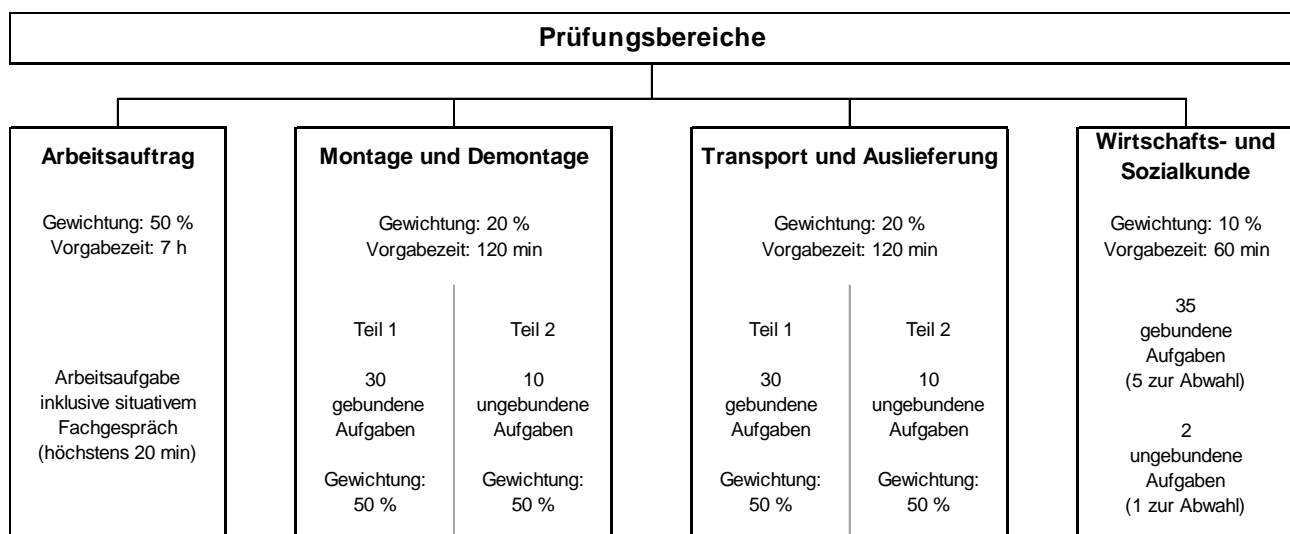 Prüfungsbereiche
Arbeitsauftrag
Gewichtung: 50 %
Vorgabezeit: 7 h
Arbeitsaufgabe
inklusive situativem
Fachgespräch
(höchstens 20 min)
Montage und Demontage
Gewichtung: 20 %
Vorgabezeit: 120 min
Teil 1
30
gebundene
Aufgaben
Gewichtung:
50 %
Teil 2
10
ungebundene
Aufgaben
Gewichtung:
50 %
Transport und Auslieferung
Gewichtung: 20 %
Vorgabezeit: 120 min
Teil 1
30
gebundene
Aufgaben
Gewichtung:
50 %
Teil 2
10
ungebundene
Aufgaben
Gewichtung:
50 %
Wirtschafts- und
Sozialkunde
Gewichtung: 10 %
Vorgabezeit: 60 min
35
gebundene
Aufgaben
(5 zur Abwahl)
2
ungebundene
Aufgaben
(1 zur Abwahl)